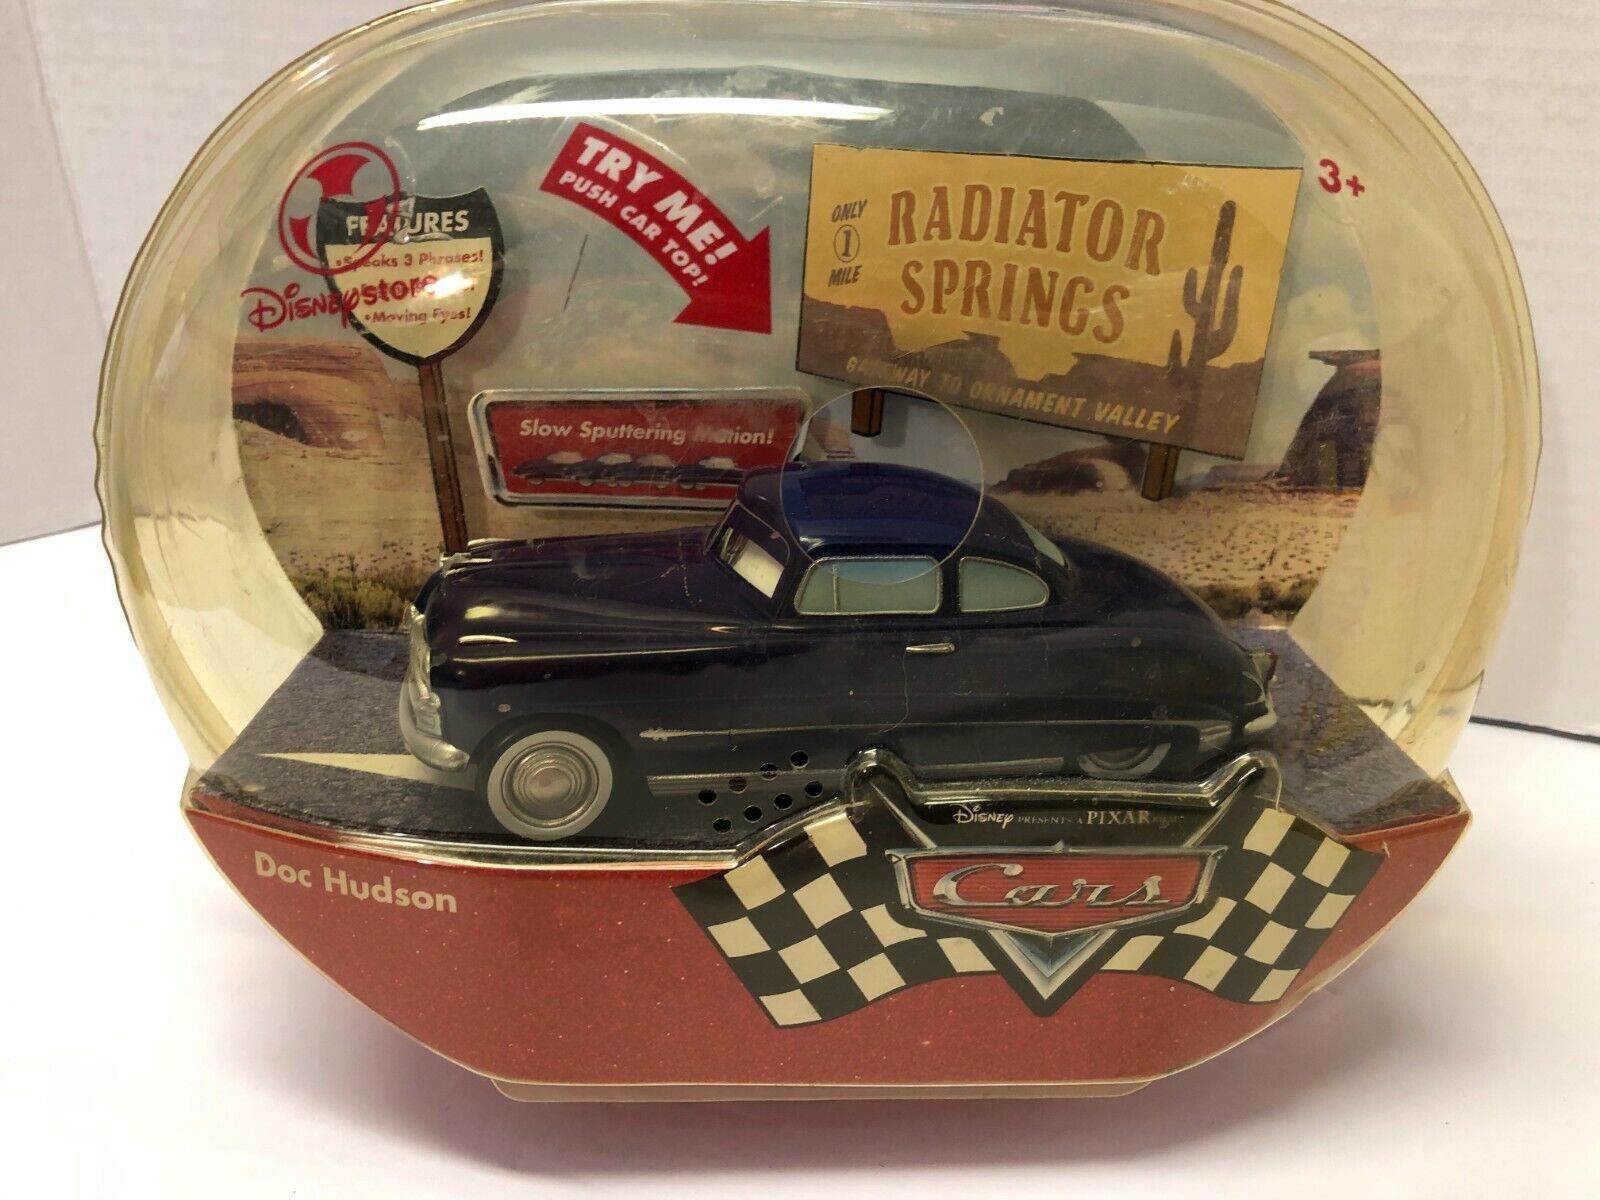 FEATURES
•Speaks 3 Phrases!
Disneystore
•Moving Eyes!
TRY ME!
PUSH CAR TOP!
ONLY
1
MILE
RADIATOR
SPRINGS
GATEWAY TO ORNAMENT VALLEY
3+
Slow Sputtering Motion!
Disney PRESENTS A PIXAR FILM
Cars
Doc Hudson